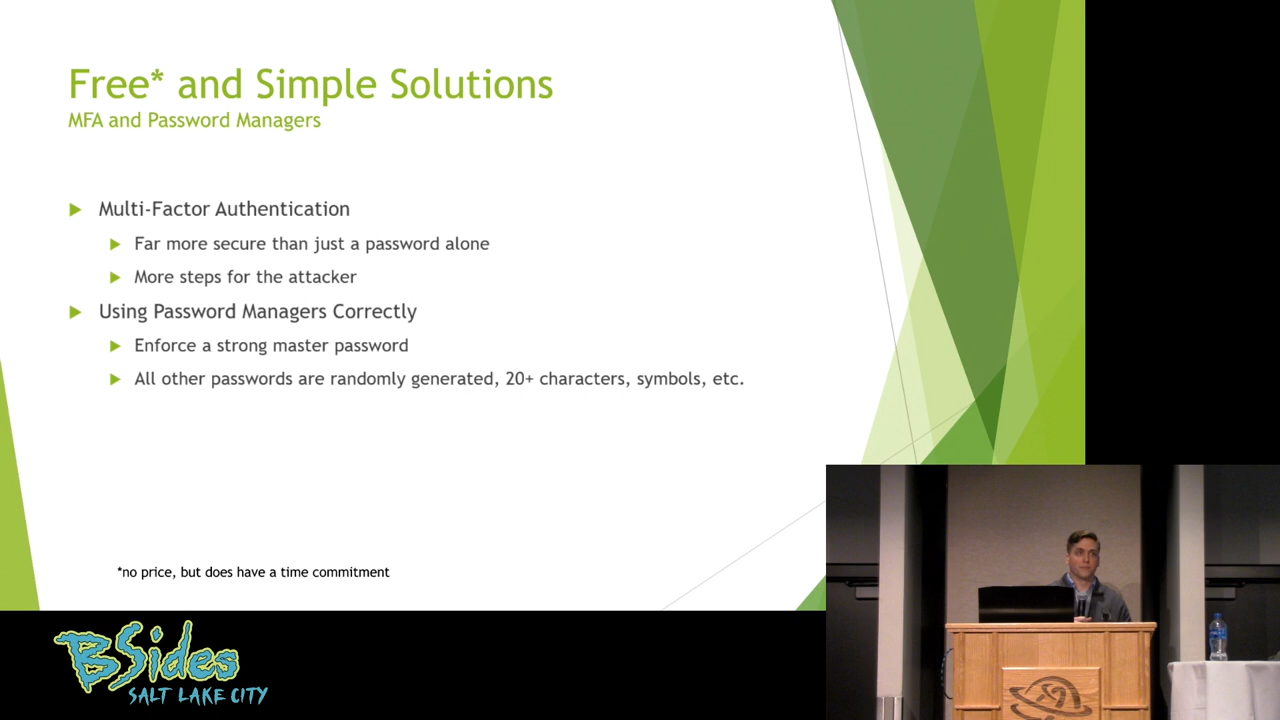 Free* and Simple Solutions
MFA and Password Managers
Multi-Factor Authentication
Far more secure than just a password alone
More steps for the attacker
Using Password Managers Correctly
Enforce a strong master password
All other passwords are randomly generated, 20+ characters, symbols, etc.
*no price, but does have a time commitment
BSides
SALT LAKE CITY